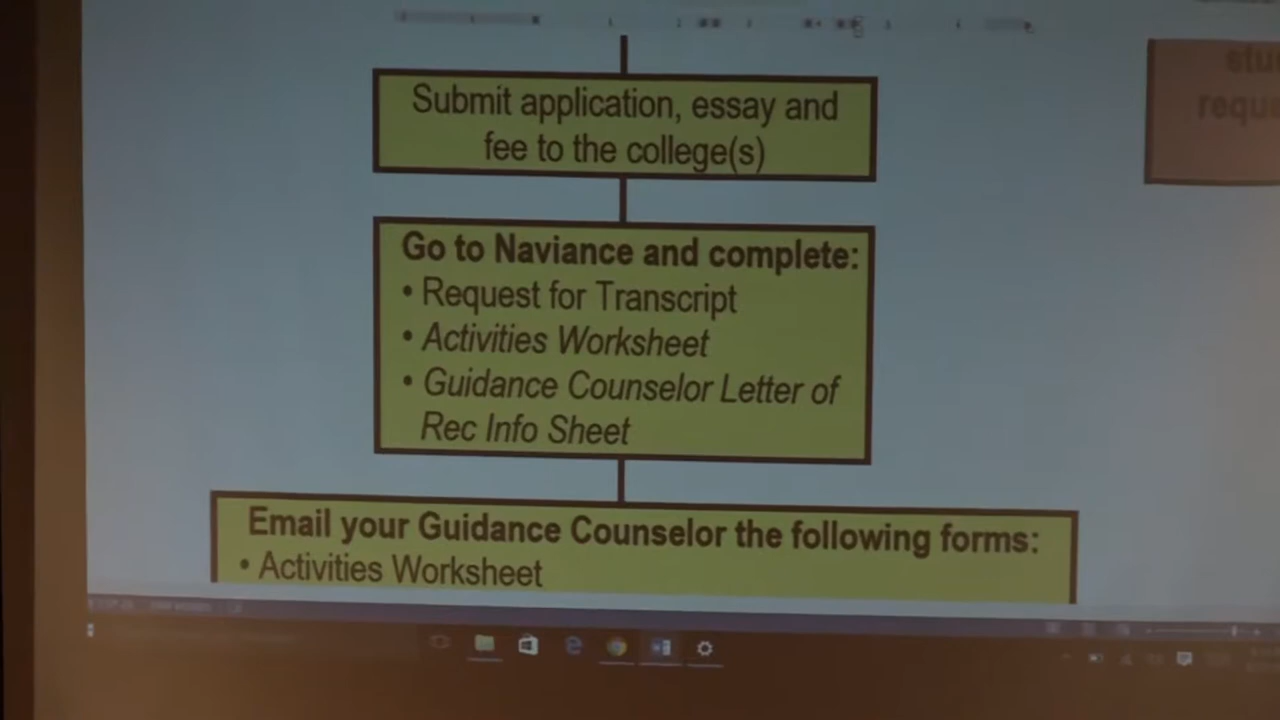 Submit application, essay and
fee to the college(s)
Go to Naviance and complete:
• Request for Transcript
• Activities Worksheet
• Guidance Counselor Letter of
Rec Info Sheet
Email your Guidance Counselor the following forms:
• Activities Worksheet